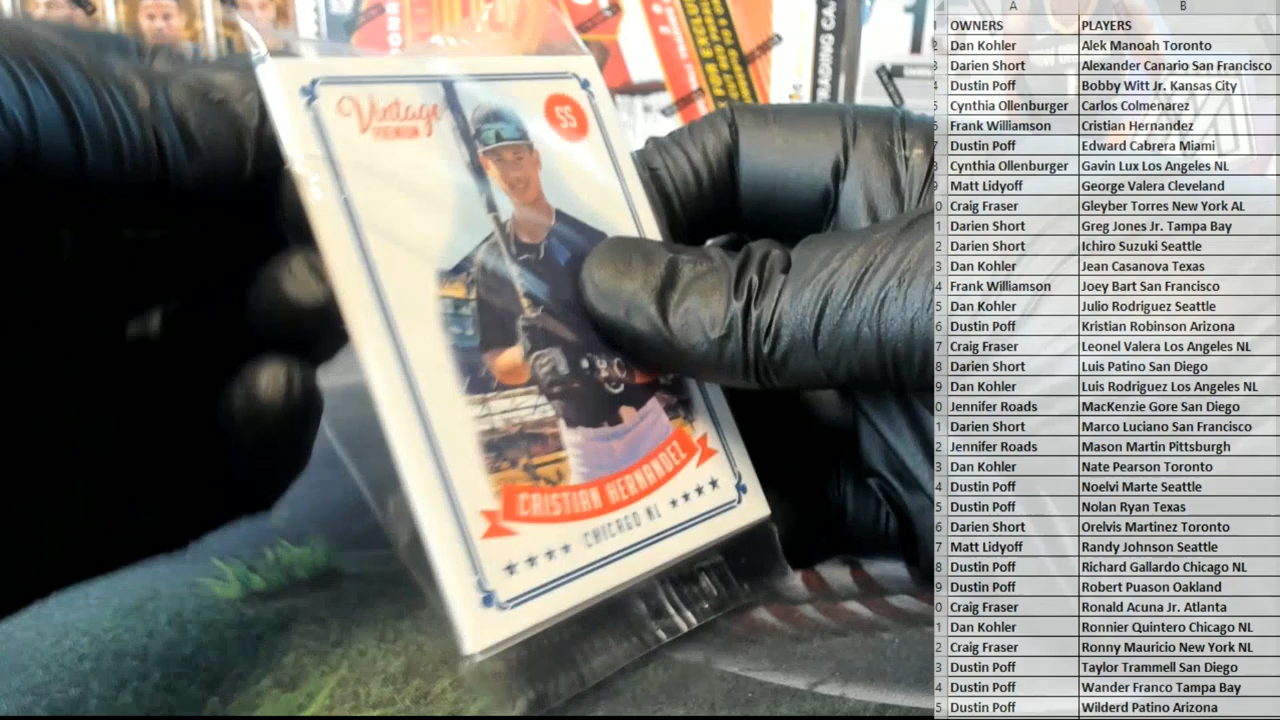 Vintage
PREMIUM
SS
CRISTIAN HERNANDEZ
★★★★ CHICAGO NL ★★★★
TRADING CA
A B
OWNERS PLAYERS
Dan Kohler Alek Manoah Toronto
Darien Short Alexander Canario San Francisco
Dustin Poff Bobby Witt Jr. Kansas City
Cynthia Ollenburger Carlos Colmenarez
Frank Williamson Cristian Hernandez
Dustin Poff Edward Cabrera Miami
Cynthia Ollenburger Gavin Lux Los Angeles NL
Matt Lidyoff George Valera Cleveland
Craig Fraser Gleyber Torres New York AL
Darien Short Greg Jones Jr. Tampa Bay
Darien Short Ichiro Suzuki Seattle
Dan Kohler Jean Casanova Texas
Frank Williamson Joey Bart San Francisco
Dan Kohler Julio Rodriguez Seattle
Dustin Poff Kristian Robinson Arizona
Craig Fraser Leonel Valera Los Angeles NL
Darien Short Luis Patino San Diego
Dan Kohler Luis Rodriguez Los Angeles NL
Jennifer Roads MacKenzie Gore San Diego
Darien Short Marco Luciano San Francisco
Jennifer Roads Mason Martin Pittsburgh
Dan Kohler Nate Pearson Toronto
Dustin Poff Noelvi Marte Seattle
Dustin Poff Nolan Ryan Texas
Darien Short Orelvis Martinez Toronto
Matt Lidyoff Randy Johnson Seattle
Dustin Poff Richard Gallardo Chicago NL
Dustin Poff Robert Puason Oakland
Craig Fraser Ronald Acuna Jr. Atlanta
Dan Kohler Ronnier Quintero Chicago NL
Craig Fraser Ronny Mauricio New York NL
Dustin Poff Taylor Trammell San Diego
Dustin Poff Wander Franco Tampa Bay
Dustin Poff Wilderd Patino Arizona